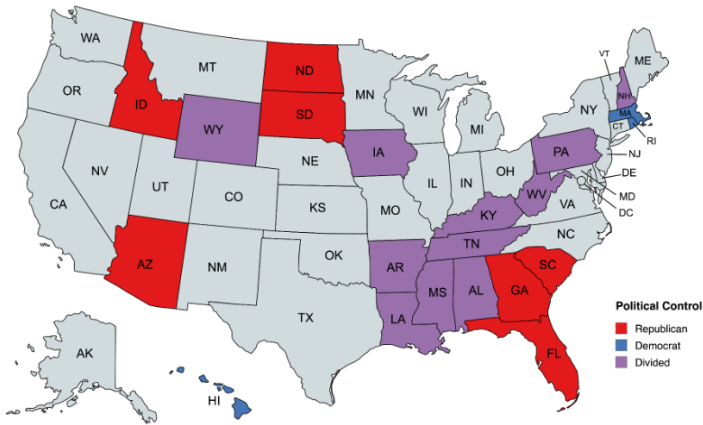 WA
MT
ND
MN
VT
ME
OR
ID
SD
WI
NH
NY
MA
CT
RI
WY
MI
IA
PA
NJ
NE
NV
UT
CO
IL
IN
OH
DE
MD
DC
WV
VA
CA
KS
MO
KY
NC
TN
AZ
NM
OK
AR
SC
MS
AL
GA
TX
LA
FL
AK
HI
Political Control
Republican
Democrat
Divided